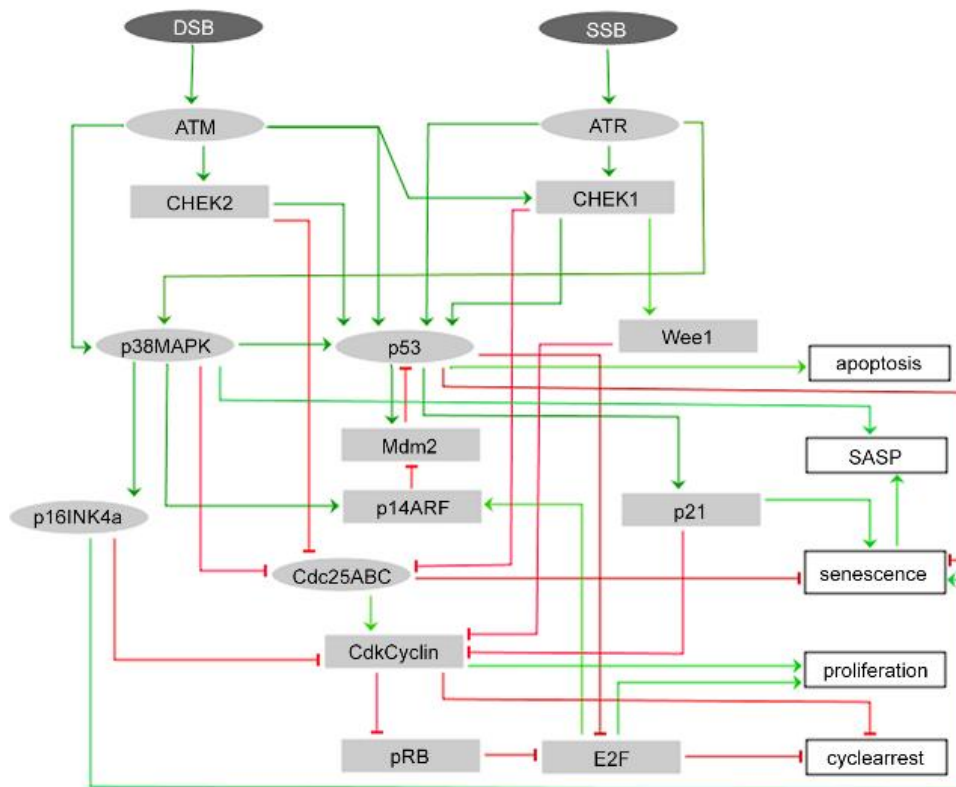 DSB
SSB
ATM
ATR
CHEK2
CHEK1
Wee1
p38MAPK
p53
apoptosis
Mdm2
SASP
p14ARF
p21
p16INK4a
Cdc25ABC
senescence
CdkCyclin
proliferation
pRB
E2F
cyclearrest